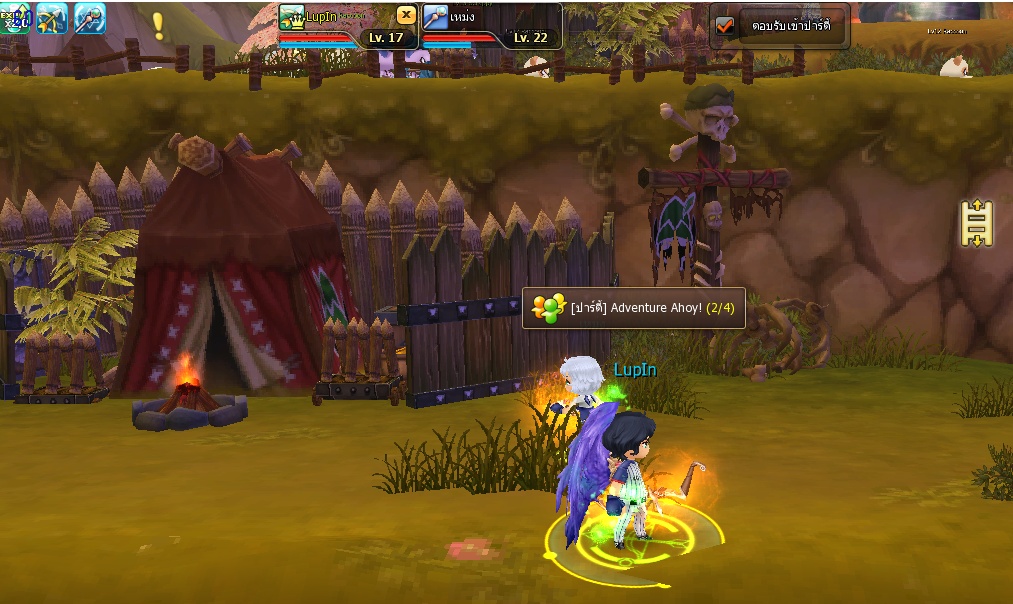 LupIn
Lv. 17
เหม่ง
Lv. 22
ตอบรับเข้าปาร์ตี้
[ปาร์ตี้] Adventure Ahoy! (2/4)
LupIn